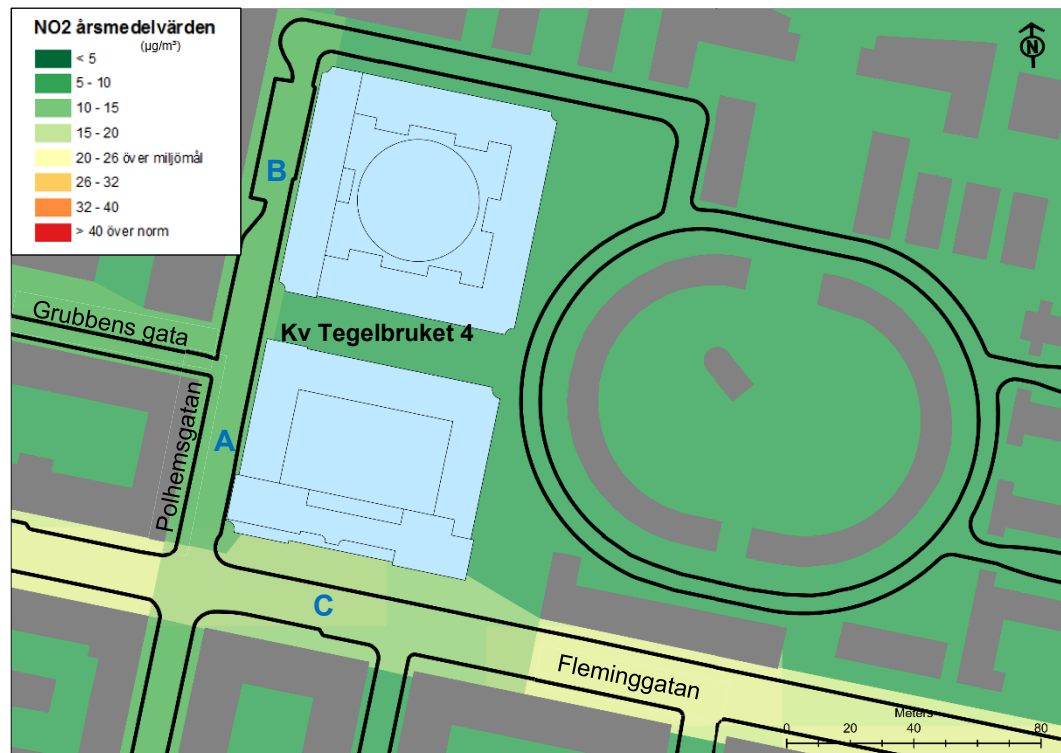 NO2 årsmedelvärden
(µg/m³)
< 5
5 - 10
10 - 15
15 - 20
20 - 26 över miljömål
26 - 32
32 - 40
> 40 över norm
N
B
Grubbens gata
Kv Tegelbruket 4
A
Polhemsgatan
C
Fleminggatan
Meters
0 20 40 80